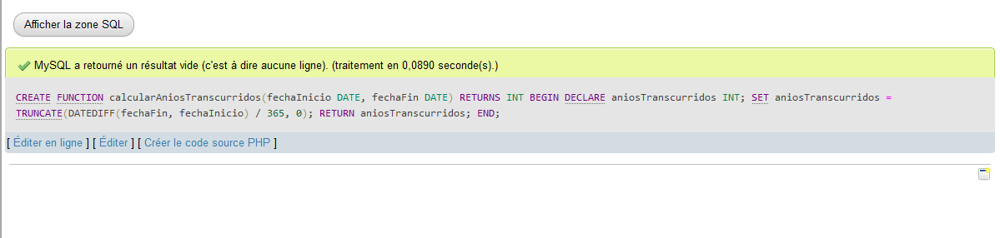 Afficher la zone SQL
MySQL a retourné un résultat vide (c'est à dire aucune ligne). (traitement en 0,0890 seconde(s).)
CREATE FUNCTION calcularAniosTranscurridos(fechaInicio DATE, fechaFin DATE) RETURNS INT BEGIN DECLARE aniosTranscurridos INT; SET aniosTranscurridos =
TRUNCATE(DATEDIFF(fechaFin, fechaInicio) / 365, 0); RETURN aniosTranscurridos; END;
[ Éditer en ligne ] [ Éditer ] [ Créer le code source PHP ]